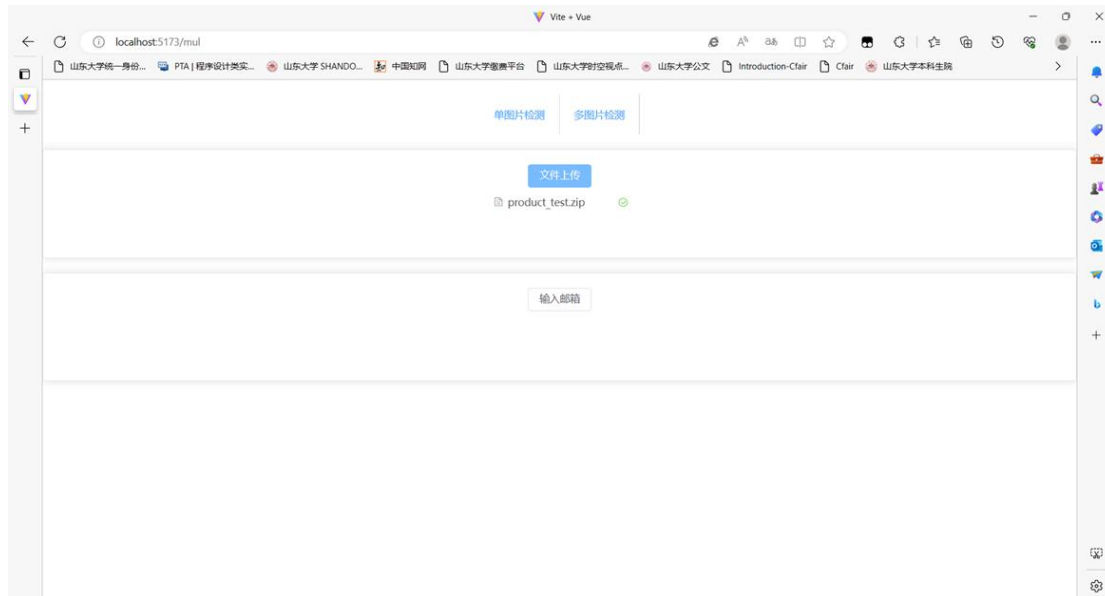 Vite + Vue
localhost:5173/mul
山东大学统一身份... PTA | 程序设计类实... 山东大学 SHANDO... 中国知网 山东大学缴费平台 山东大学时空视点... 山东大学公文 Introduction-Cfair Cfair 山东大学本科生院
单图片检测 多图片检测
文件上传
product_test.zip
输入邮箱